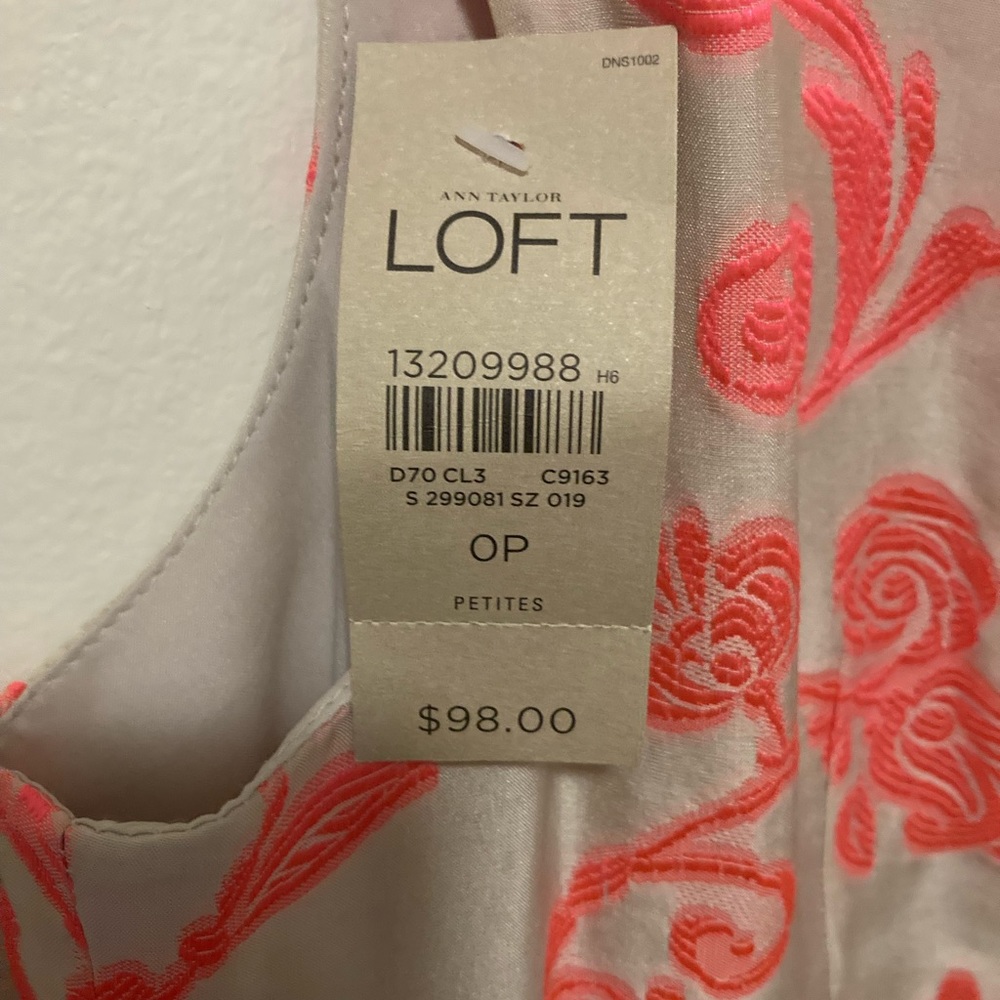 DNS1002
ANN TAYLOR
LOFT
13209988 H6
D70 CL3 C9163
S 299081 SZ 019
OP
PETITES
$98.00